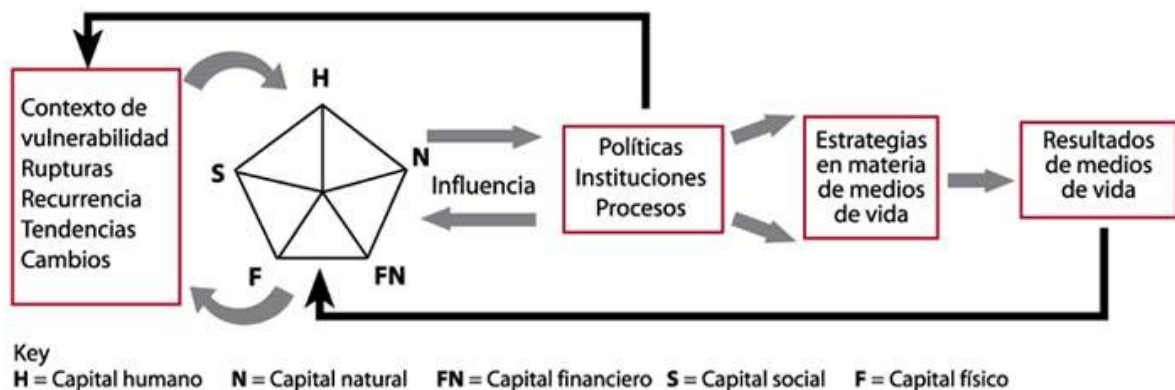 Contexto de
vulnerabilidad
Rupturas
Recurrencia
Tendencias
Cambios
H
S
N
F
FN
Influencia
Políticas
Instituciones
Procesos
Estrategias
en materia
de medios
de vida
Resultados
de medios
de vida
Key
H = Capital humano N = Capital natural FN = Capital financiero S = Capital social F = Capital físico